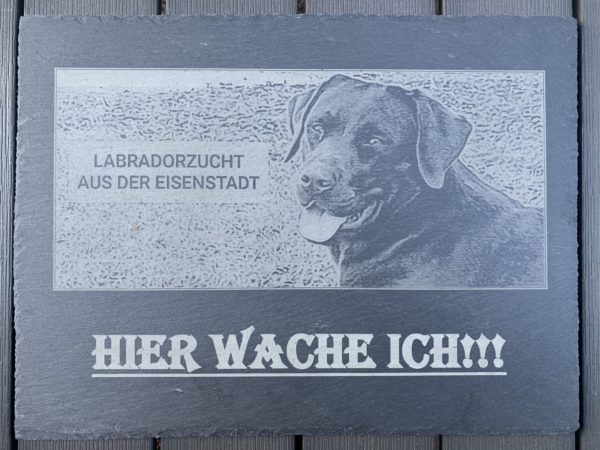 LABRADORZUCHT
AUS DER EISENSTADT
HIER WACHE ICH!!!